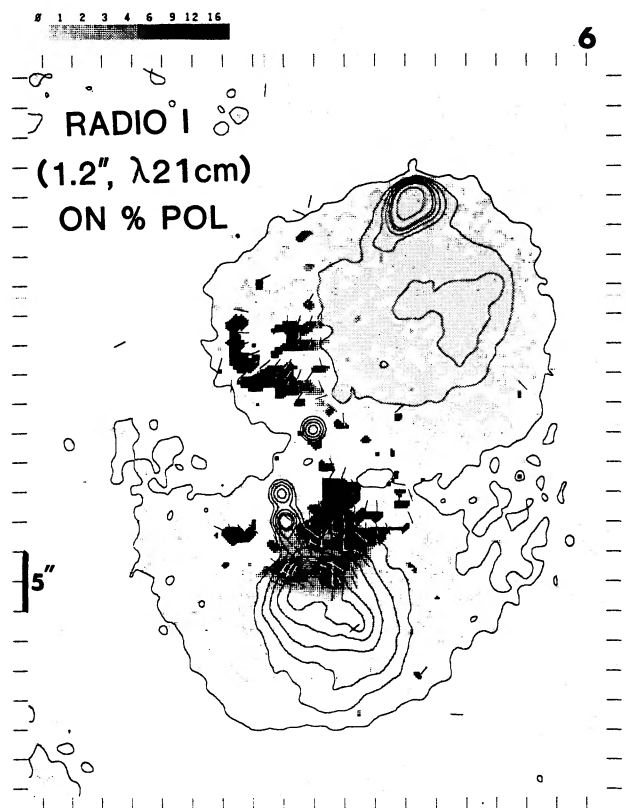 ø 1 2 3 4 6 9 12 16
6
RADIO I
(1.2", λ21cm)
ON % POL
5"